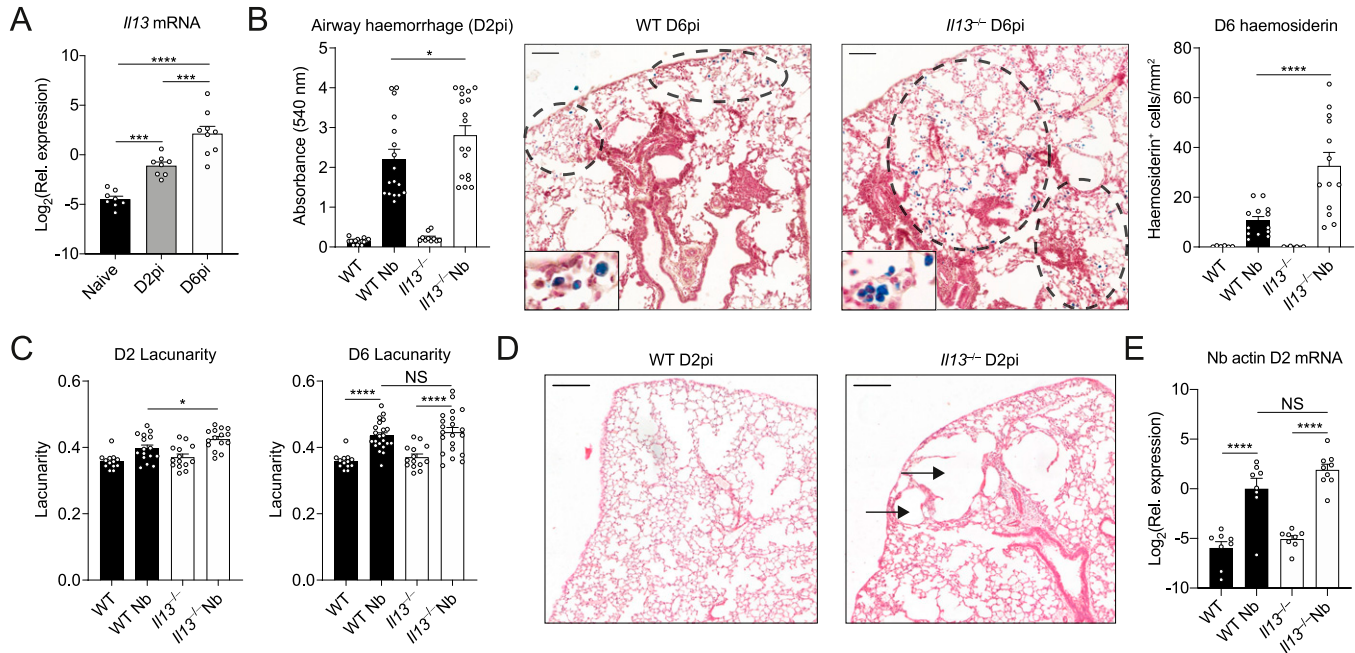 A
Il13 mRNA
Log2(Rel. expression)
10
5
0
-5
-10
****
***
***
Naive
D2pi
D6pi
B
Airway haemorrhage (D2pi)
Absorbance (540 nm)
5
4
3
2
1
0
*
WT
WT Nb
Il13–/–
Il13–/– Nb
WT D6pi
Il13–/– D6pi
D6 haemosiderin
Haemosiderin+ cells/mm2
80
60
40
20
0
****
WT
WT Nb
Il13–/–
Il13–/– Nb
C
D2 Lacunarity
Lacunarity
0.6
0.4
0.2
0.0
*
WT
WT Nb
Il13–/–
Il13–/– Nb
D6 Lacunarity
Lacunarity
0.6
0.4
0.2
0.0
NS
****
****
WT
WT Nb
Il13–/–
Il13–/– Nb
D
WT D2pi
Il13–/– D2pi
E
Nb actin D2 mRNA
Log2(Rel. expression)
10
5
0
-5
-10
NS
****
****
WT
WT Nb
Il13–/–
Il13–/– Nb